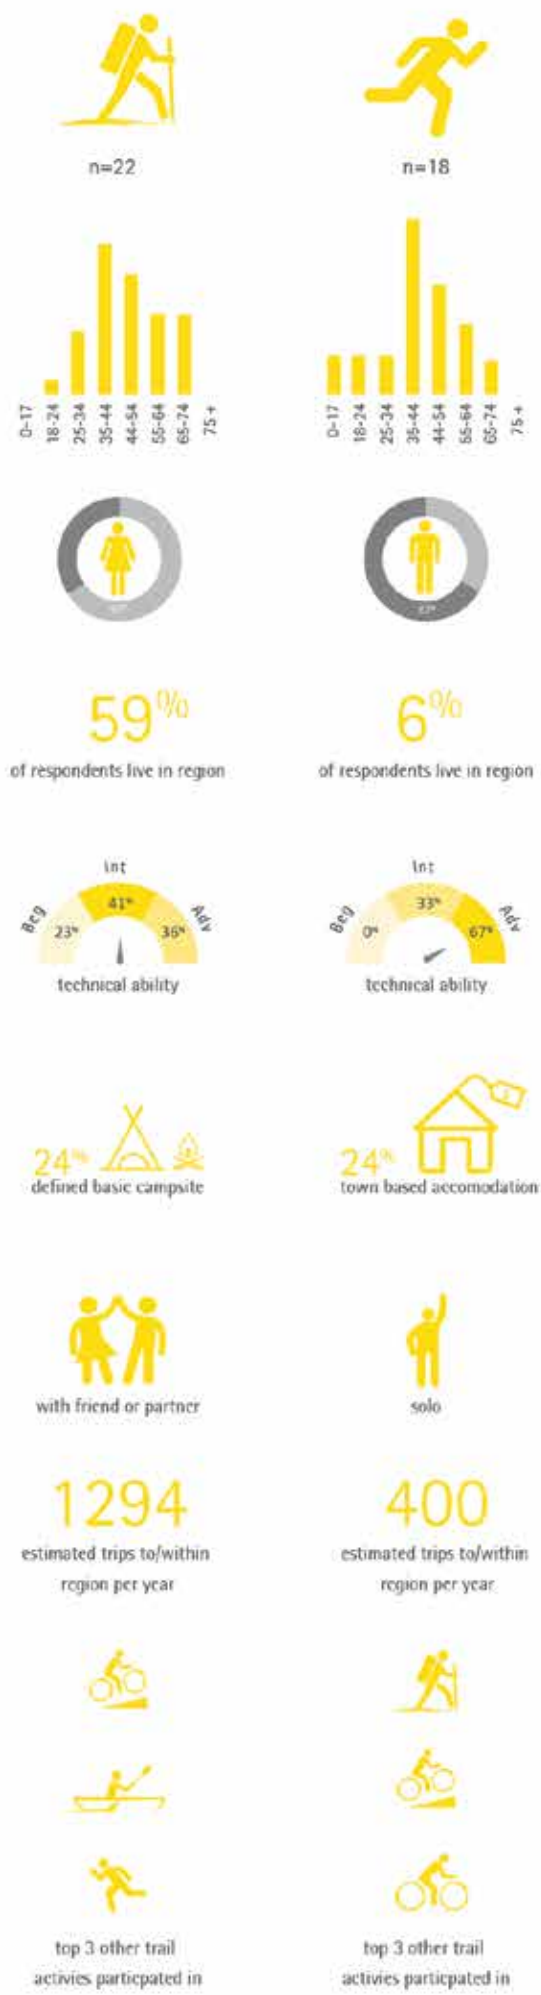 n=22
n=18
0-17
18-24
25-34
35-44
44-54
55-64
65-74
75 +
0-17
18-24
25-34
35-44
44-54
55-64
65-74
75 +
59%
of respondents live in region
6%
of respondents live in region
Beg
Int
Adv
23%
41%
36%
technical ability
Beg
Int
Adv
0%
33%
67%
technical ability
24%
defined basic campsite
24%
town based accomodation
with friend or partner
solo
1294
estimated trips to/within
region per year
400
estimated trips to/within
region per year
top 3 other trail
activies particpated in
top 3 other trail
activies particpated in